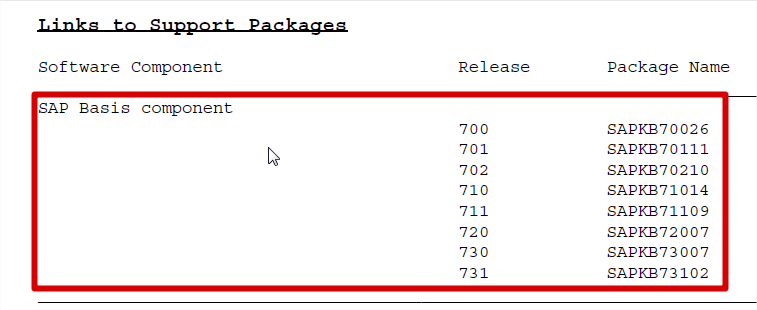 Links to Support Packages
Software Component Release Package Name
SAP Basis component
700 SAPKB70026
701 SAPKB70111
702 SAPKB70210
710 SAPKB71014
711 SAPKB71109
720 SAPKB72007
730 SAPKB73007
731 SAPKB73102